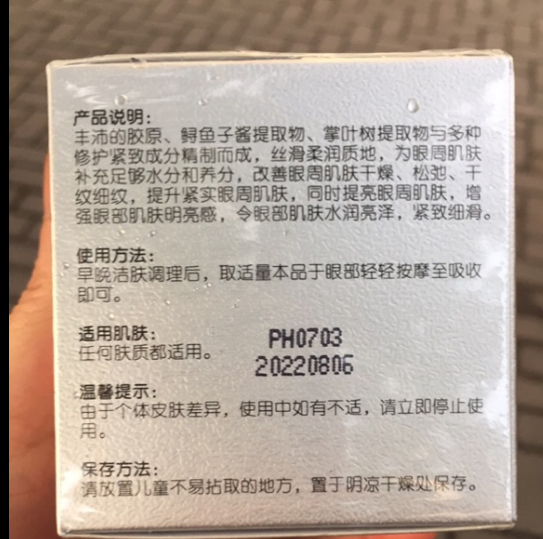 产品说明：
丰沛的胶原、鲟鱼子酱提取物、掌叶树提取物与多种
修护紧致成分精制而成，丝滑柔润质地，为眼周肌肤
补充足够水分和养分，改善眼周肌肤干燥、松弛、干
纹细纹，提升紧实眼周肌肤，同时提亮眼周肌肤，增
强眼部肌肤明亮感，令眼部肌肤水润亮泽，紧致细滑。
使用方法：
早晚洁肤调理后，取适量本品于眼部轻轻按摩至吸收
即可。
适用肌肤：
任何肤质都适用。
PH0703
20220806
温馨提示：
由于个体皮肤差异，使用中如有不适，请立即停止使
用。
保存方法：
请放置儿童不易拈取的地方，置于阴凉干燥处保存。